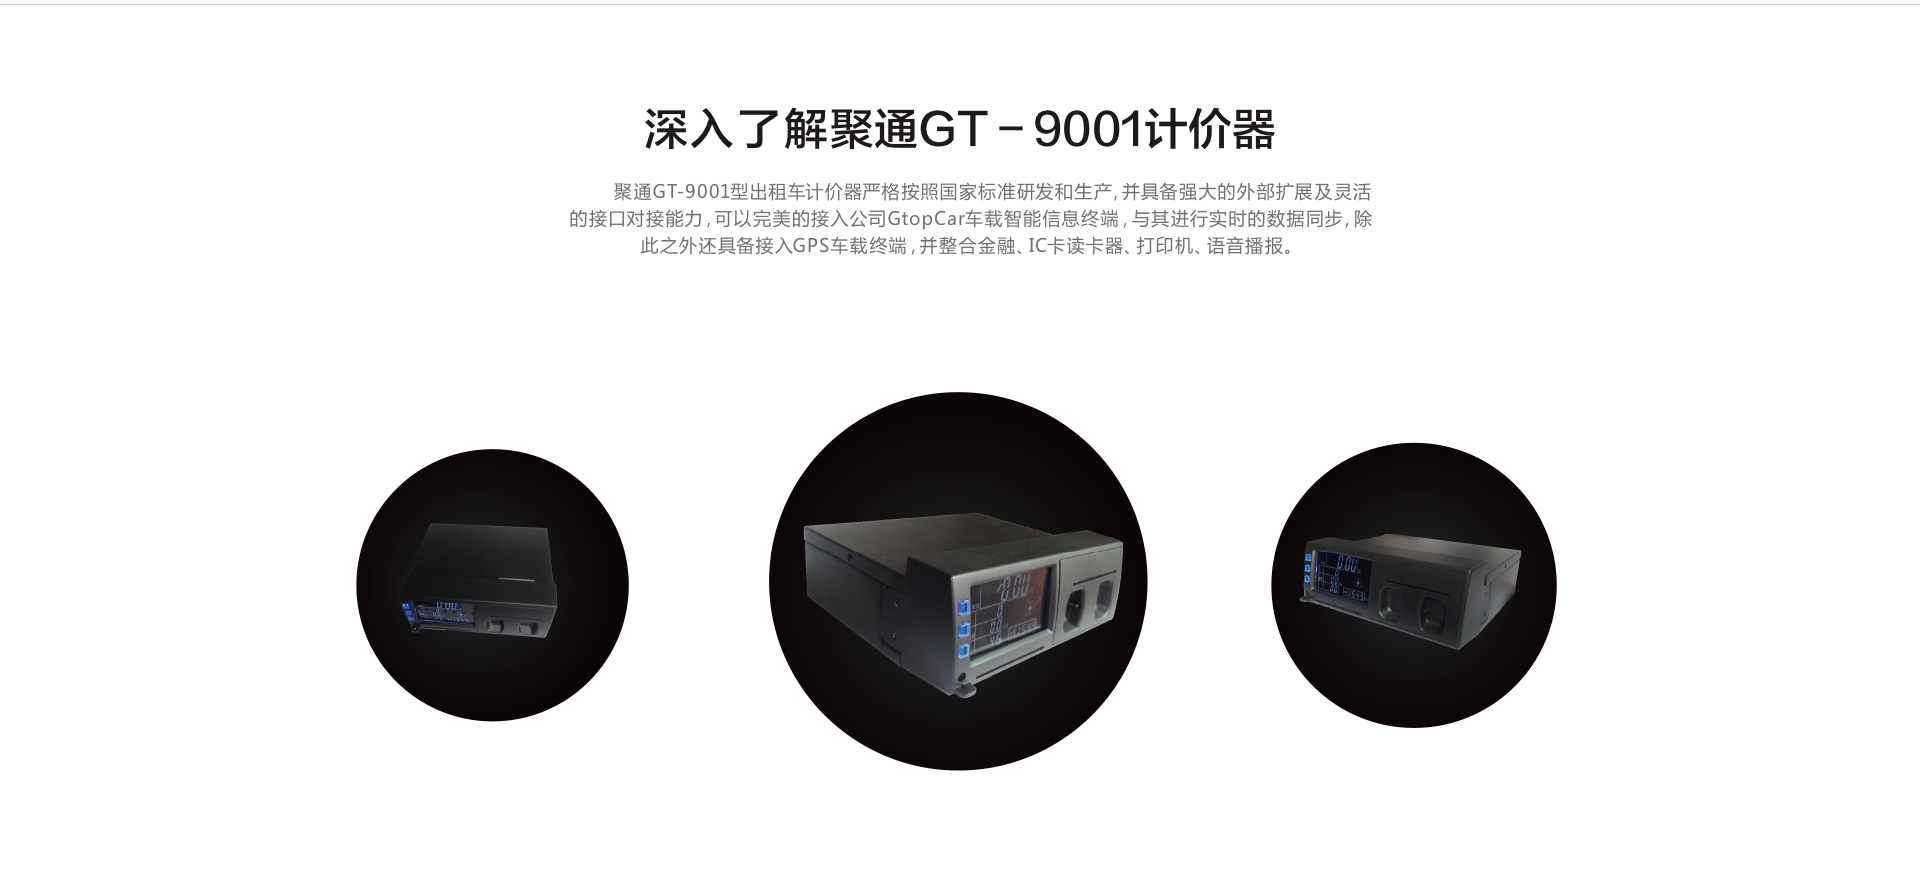 深入了解聚通GT-9001计价器
聚通GT-9001型出租车计价器严格按照国家标准研发和生产,并具备强大的外部扩展及灵活
的接口对接能力,可以完美的接入公司GtopCar车载智能信息终端,与其进行实时的数据同步,除
此之外还具备接入GPS车载终端,并整合金融、IC卡读卡器、打印机、语音播报。
0.00
0.00
0.00